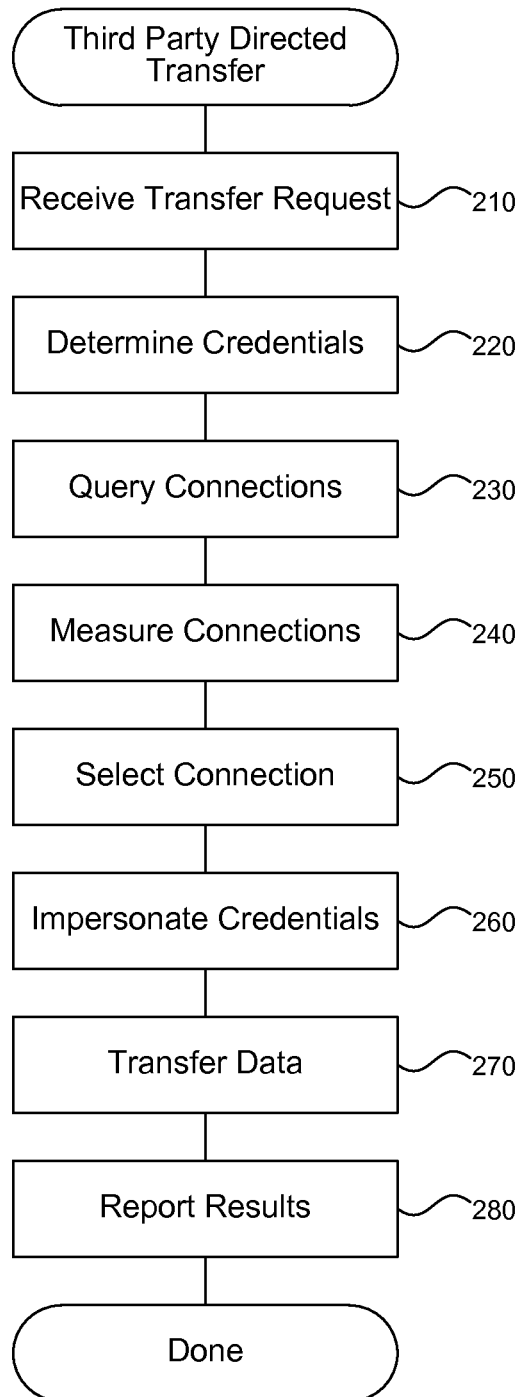 Third Party Directed
Transfer
Receive Transfer Request
210
Determine Credentials
220
Query Connections
230
Measure Connections
240
Select Connection
250
Impersonate Credentials
260
Transfer Data
270
Report Results
280
Done